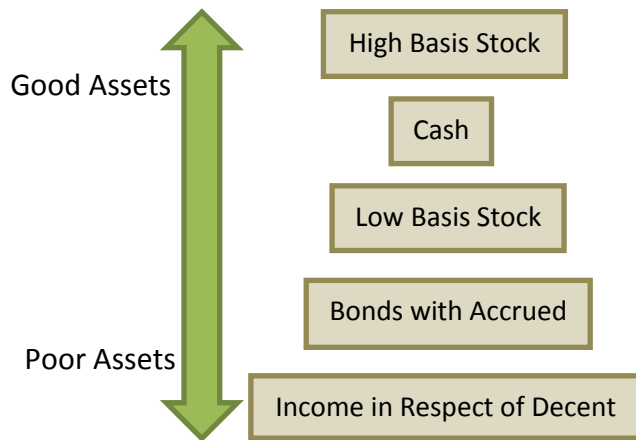 High Basis Stock
Good Assets
Cash
Low Basis Stock
Bonds with Accrued
Poor Assets
Income in Respect of Decent